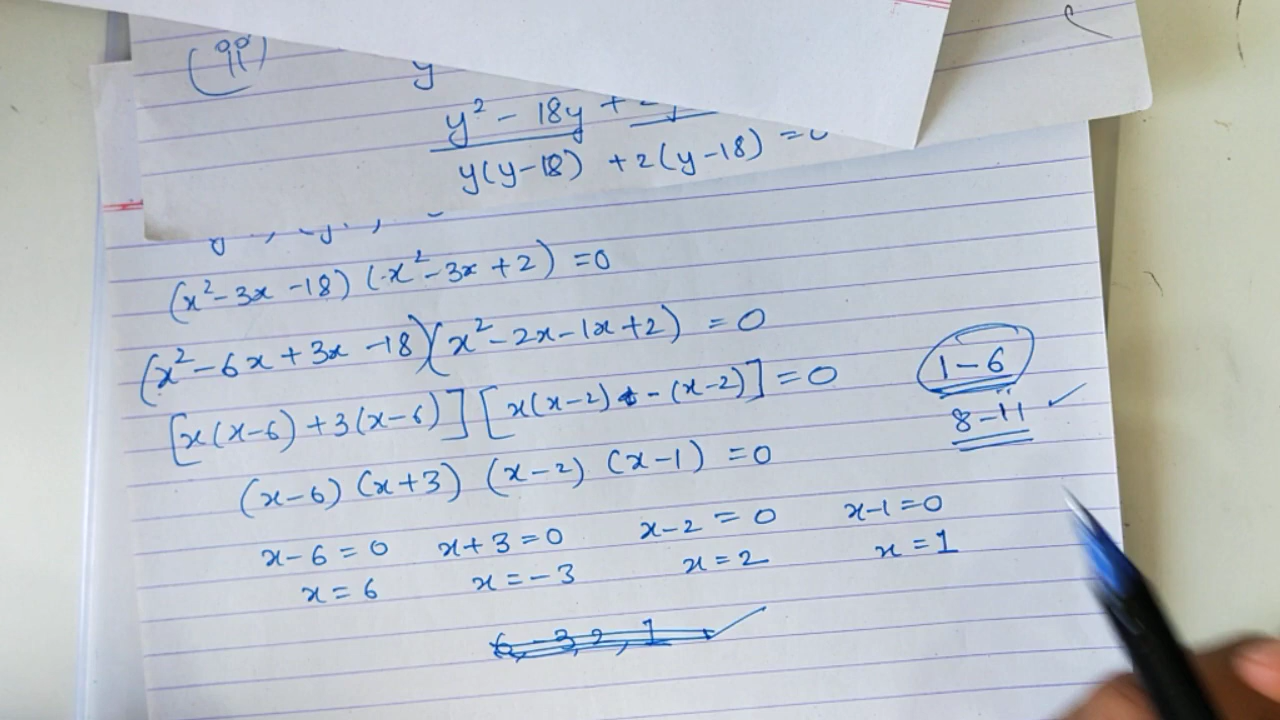 (iii)
y
y² - 18y +
y(y-18) + 2(y-18) = 0
(x² - 3x - 18) (x² - 3x + 2) = 0
(x² - 6x + 3x - 18)(x² - 2x - 1x + 2) = 0
[x(x-6) + 3(x-6)] [x(x-2) - (x-2)] = 0
1-6
8-11 ✓
(x-6) (x+3) (x-2) (x-1) = 0
x-6 = 0 x+3 = 0 x-2 = 0 x-1 = 0
x = 6 x = -3 x = 2 x = 1
6, -3, 2, 1